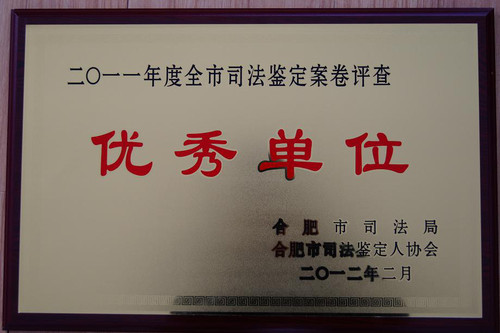 二〇一一年度全市司法鉴定案卷评查
优秀单位
合肥市司法局
合肥市司法鉴定人协会
二〇一二年二月